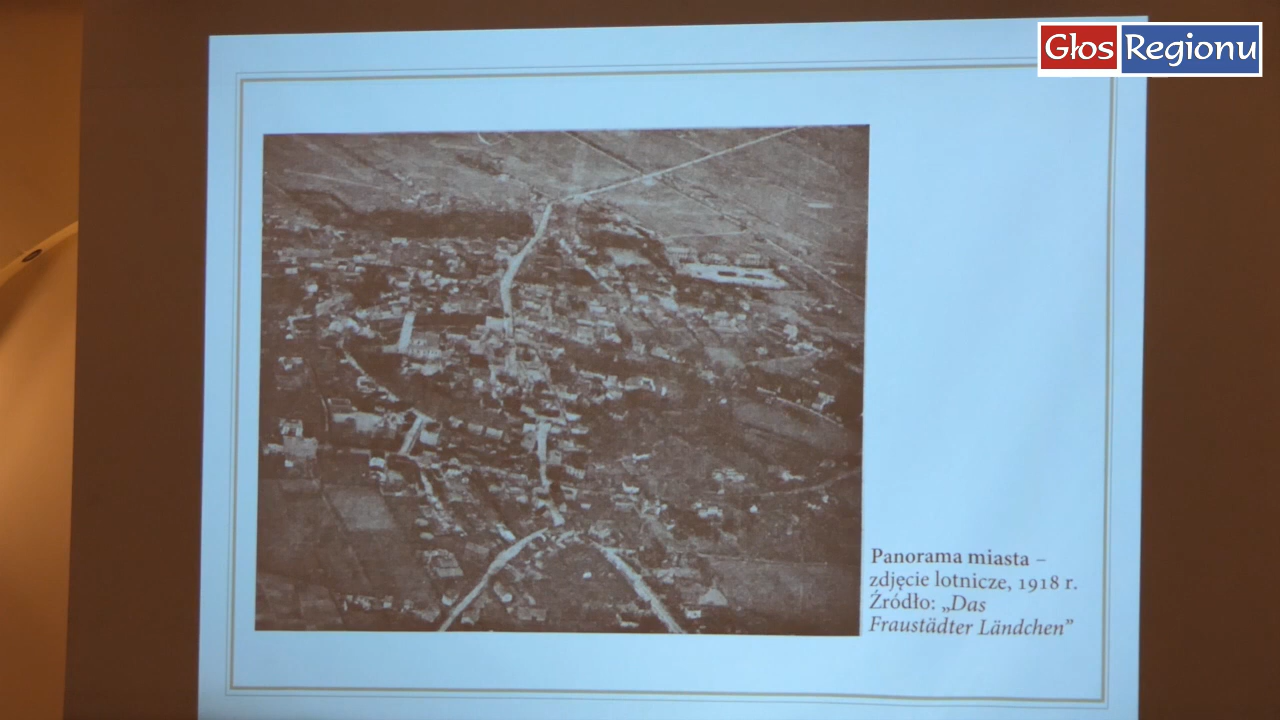 Głos Regionu
Panorama miasta –
zdjęcie lotnicze, 1918 r.
Źródło: „Das
Fraustädter Ländchen”